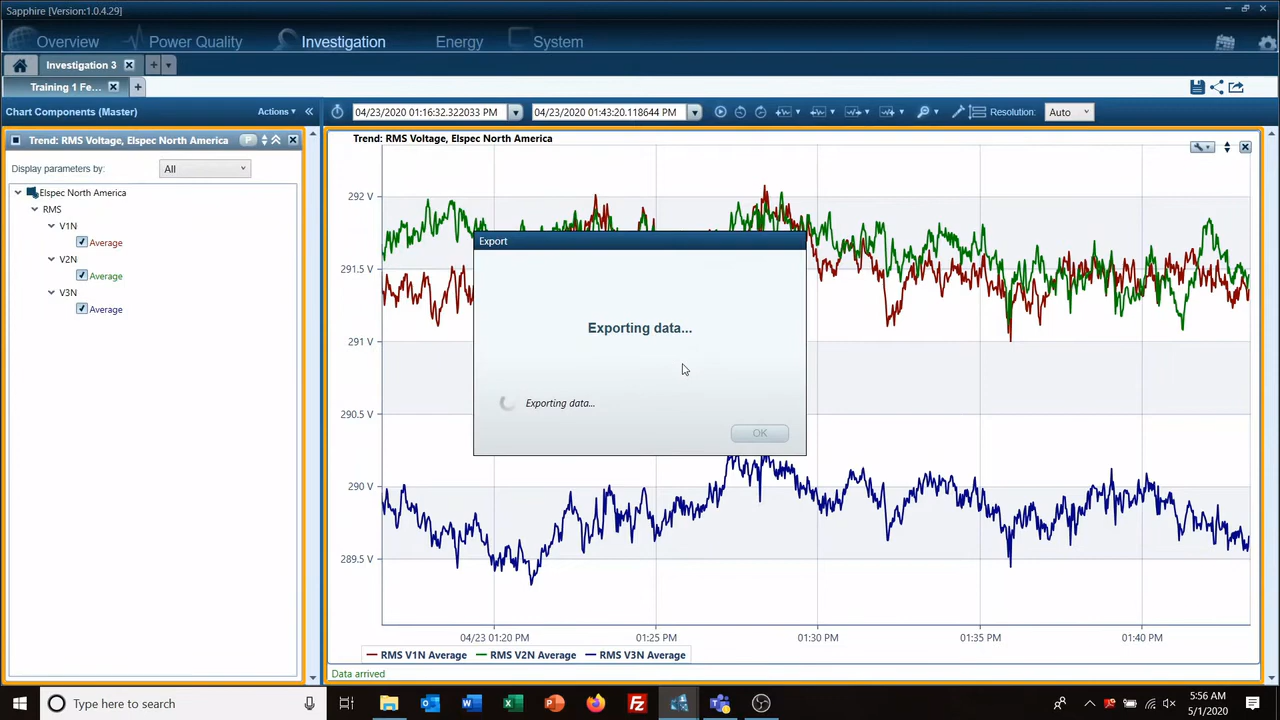 Sapphire [Version:1.0.4.29]
Overview Power Quality Investigation Energy System
Investigation 3
Training 1 Fe...
Chart Components (Master) Actions
04/23/2020 01:16:32.322033 PM 04/23/2020 01:43:20.118644 PM Resolution: Auto
Trend: RMS Voltage, Elspec North America P
Display parameters by: All
Elspec North America
RMS
V1N
Average
V2N
Average
V3N
Average
Trend: RMS Voltage, Elspec North America
292 V
291.5 V
291 V
290.5 V
290 V
289.5 V
Export
Exporting data...
Exporting data...
OK
04/23 01:20 PM 01:25 PM 01:30 PM 01:35 PM 01:40 PM
RMS V1N Average RMS V2N Average RMS V3N Average
Data arrived
Type here to search
5:56 AM
5/1/2020